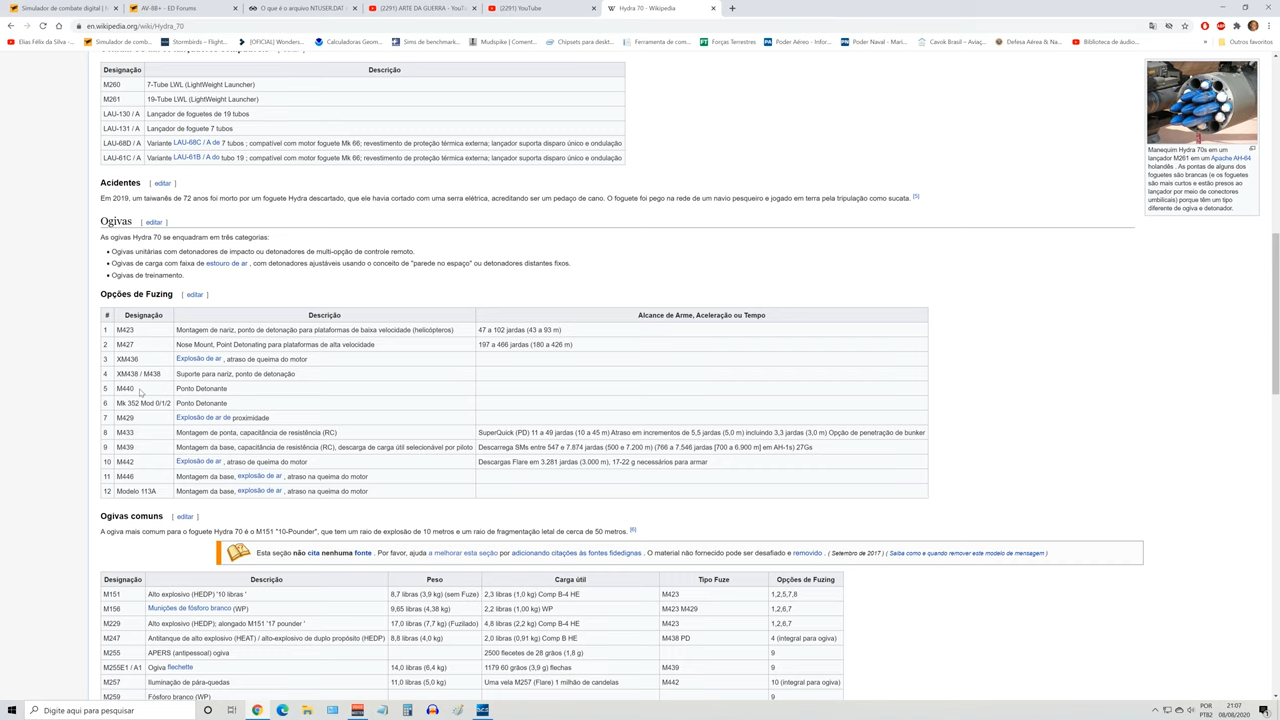 Simulador de combate digital | S
AV-88+ - ED Forums
O que é o arquivo NTUSER.DAT
(2291) ARTE DA GUERRA - YouTu
(2291) YouTube
Hydra 70 - Wikipedia
en.wikipedia.org/wiki/Hydra_70
Elias Félix da Silva -...
Simulador de comb...
Stormbirds – Flight...
[OFICIAL] Wonders...
Calculadoras Geom...
Sims de benchmark...
Mudspike | Coment...
Chipsets para deskt...
Ferramenta de com...
Forças Terrestres
Poder Aéreo - Infor...
Poder Naval - Mari...
Cavok Brasil – Aviaç...
Defesa Aérea & Na...
Biblioteca de áudio...
Outros favoritos
Designação Descrição
M260 7-Tube LWL (LightWeight Launcher)
M261 19-Tube LWL (LightWeight Launcher)
LAU-130 / A Lançador de foguetes de 19 tubos
LAU-131 / A Lançador de foguete 7 tubos
LAU-68D / A Variante LAU-68C / A de 7 tubos ; compatível com motor foguete Mk 66; revestimento de proteção térmica externa; lançador suporta disparo único e ondulação
LAU-61C / A Variante LAU-61B / A do tubo 19 ; compatível com motor foguete Mk 66; revestimento de proteção térmica externa; lançador suporta disparo único e ondulação
Manequim Hydra 70s em um
lançador M261 em um Apache AH-64
holandês . As pontas de alguns dos
foguetes são brancas (e os foguetes
são mais curtos e estão presos ao
lançador por meio de conectores
umbilicais) porque têm um tipo
diferente de ogiva e detonador.
Acidentes [ editar ]
Em 2019, um taiwanês de 72 anos foi morto por um foguete Hydra descartado, que ele havia cortado com uma serra elétrica, acreditando ser um pedaço de cano. O foguete foi pego na rede de um navio pesqueiro e jogado em terra pela tripulação como sucata. [5]
Ogivas [ editar ]
As ogivas Hydra 70 se enquadram em três categorias:
• Ogivas unitárias com detonadores de impacto ou detonadores de multi-opção de controle remoto.
• Ogivas de carga com faixa de estouro de ar , com detonadores ajustáveis usando o conceito de "parede no espaço" ou detonadores distantes fixos.
• Ogivas de treinamento.
Opções de Fuzing [ editar ]
# Designação Descrição Alcance de Arme, Aceleração ou Tempo
1 M423 Montagem de nariz, ponto de detonação para plataformas de baixa velocidade (helicópteros) 47 a 102 jardas (43 a 93 m)
2 M427 Nose Mount, Point Detonating para plataformas de alta velocidade 197 a 466 jardas (180 a 426 m)
3 XM436 Explosão de ar , atraso de queima do motor
4 XM438 / M438 Suporte para nariz, ponto de detonação
5 M440 Ponto Detonante
6 Mk 352 Mod 0/1/2 Ponto Detonante
7 M429 Explosão de ar de proximidade
8 M433 Montagem de ponta, capacitância de resistência (RC) SuperQuick (PD) 11 a 49 jardas (10 a 45 m) Atraso em incrementos de 5,5 jardas (5,0 m) incluindo 3,3 jardas (3,0 m) Opção de penetração de bunker
9 M439 Montagem da base, capacitância de resistência (RC), descarga de carga útil selecionável por piloto Descarrega SMs entre 547 e 7.874 jardas (500 e 7.200 m) (766 a 7.546 jardas [700 a 6.900 m] em AH-1s) 27Gs
10 M442 Explosão de ar , atraso de queima do motor Descargas Flare em 3.281 jardas (3.000 m), 17-22 g necessários para armar
11 M446 Montagem da base, explosão de ar , atraso na queima do motor
12 Modelo 113A Montagem da base, explosão de ar , atraso na queima do motor
Ogivas comuns [ editar ]
A ogiva mais comum para o foguete Hydra 70 é o M151 "10-Pounder", que tem um raio de explosão de 10 metros e um raio de fragmentação letal de cerca de 50 metros. [6]
Esta seção não cita nenhuma fonte . Por favor, ajuda a melhorar esta seção por adicionando citações às fontes fidedignas . O material não fornecido pode ser desafiado e removido . ( Setembro de 2017 ) ( Saiba como e quando remover este modelo de mensagem )
Designação Descrição Peso Carga útil Tipo Fuze Opções de Fuzing
M151 Alto explosivo (HEDP) '10 libras ' 8,7 libras (3,9 kg) (sem Fuze) 2,3 libras (1,0 kg) Comp B-4 HE M423 1,2,5,7,8
M156 Munições de fósforo branco (WP) 9,65 libras (4,38 kg) 2,2 libras (1,00 kg) WP M423 M429 1,2,6,7
M229 Alto explosivo (HEDP); alongado M151 '17 pounder ' 17,0 libras (7,7 kg) (Fuzilado) 4,8 libras (2,2 kg) Comp B-4 HE M423 1,2,6,7
M247 Antitanque de alto explosivo (HEAT) / alto-explosivo de duplo propósito (HEDP) 8,8 libras (4,0 kg) 2,0 libras (0,91 kg) Comp B HE M438 PD 4 (integral para ogiva)
M255 APERS (antipessoal) ogiva 2500 flecetes de 28 grãos (1,8 g) 9
M255E1 / A1 Ogiva flechette 14,0 libras (6,4 kg) 1179 60 grãos (3,9 g) flechas M439 9
M257 Iluminação de pára-quedas 11,0 libras (5,0 kg) Uma vela M257 (Flare) 1 milhão de candelas M442 10 (integral para ogiva)
M259 Fósforo branco (WP) 9
Digite aqui para pesquisar
POR
PTB2
21:07
08/08/2020